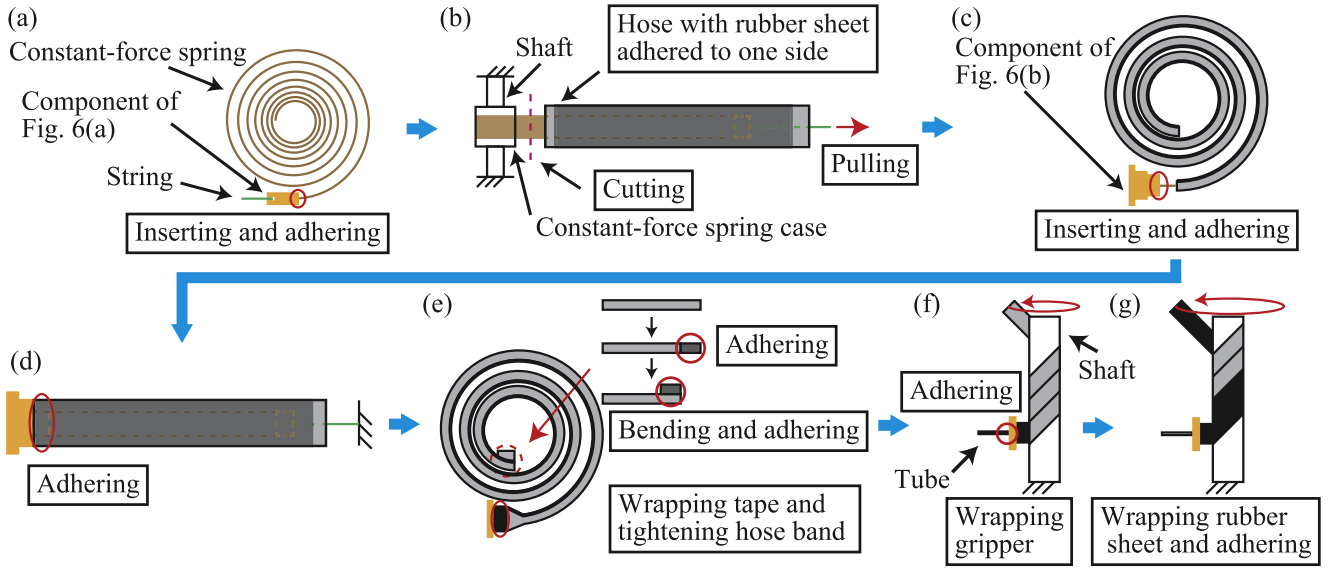 (a)
Constant-force spring
Component of
Fig. 6(a)
String
Inserting and adhering
(b)
Shaft
Hose with rubber sheet
adhered to one side
Pulling
Cutting
Constant-force spring case
(c)
Component of
Fig. 6(b)
Inserting and adhering
(d)
Adhering
(e)
Adhering
Bending and adhering
Wrapping tape and
tightening hose band
(f)
Shaft
Adhering
Tube
Wrapping
gripper
(g)
Wrapping rubber
sheet and adhering